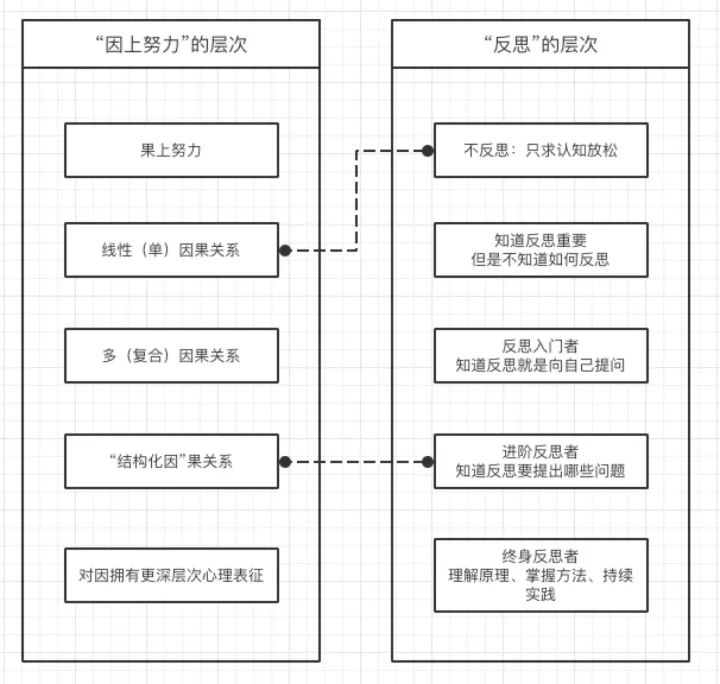 “因上努力”的层次
果上努力
线性（单）因果关系
多（复合）因果关系
“结构化因”果关系
对因拥有更深层次心理表征
“反思”的层次
不反思：只求认知放松
知道反思重要
但是不知道如何反思
反思入门者
知道反思就是向自己提问
进阶反思者
知道反思要提出哪些问题
终身反思者
理解原理、掌握方法、持续
实践